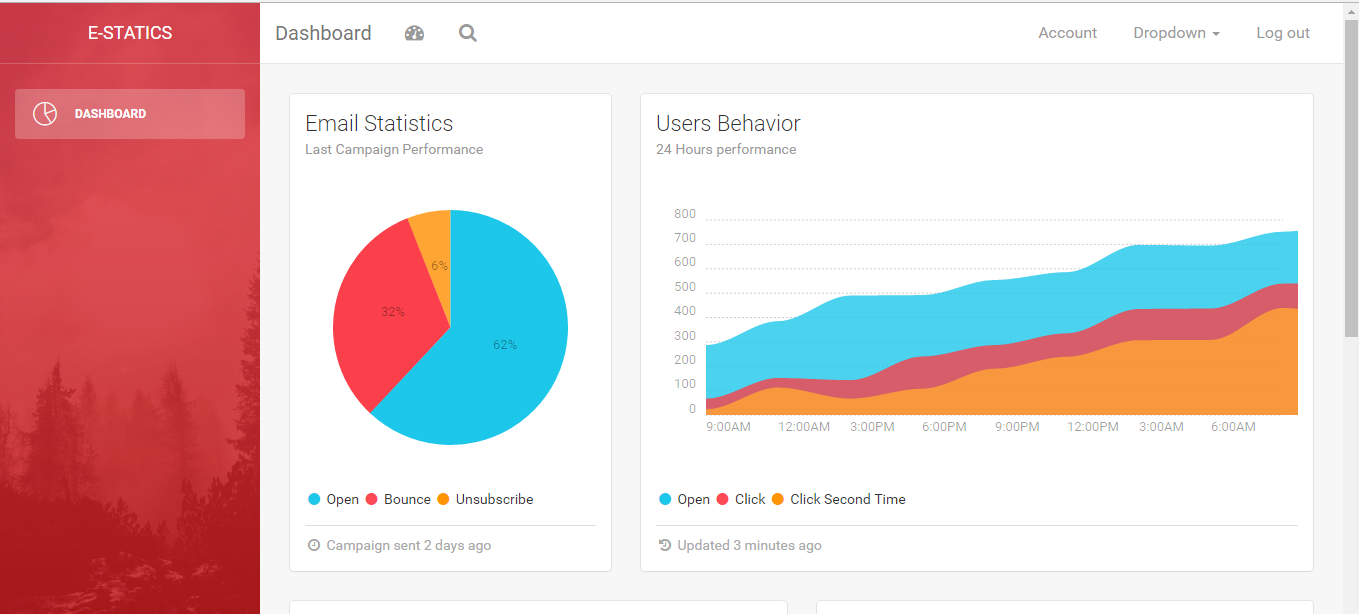 E-STATICS
Dashboard
Account Dropdown Log out
DASHBOARD
Email Statistics
Last Campaign Performance
6%
32%
62%
Open Bounce Unsubscribe
Campaign sent 2 days ago
Users Behavior
24 Hours performance
800
700
600
500
400
300
200
100
0
9:00AM 12:00AM 3:00PM 6:00PM 9:00PM 12:00PM 3:00AM 6:00AM
Open Click Click Second Time
Updated 3 minutes ago